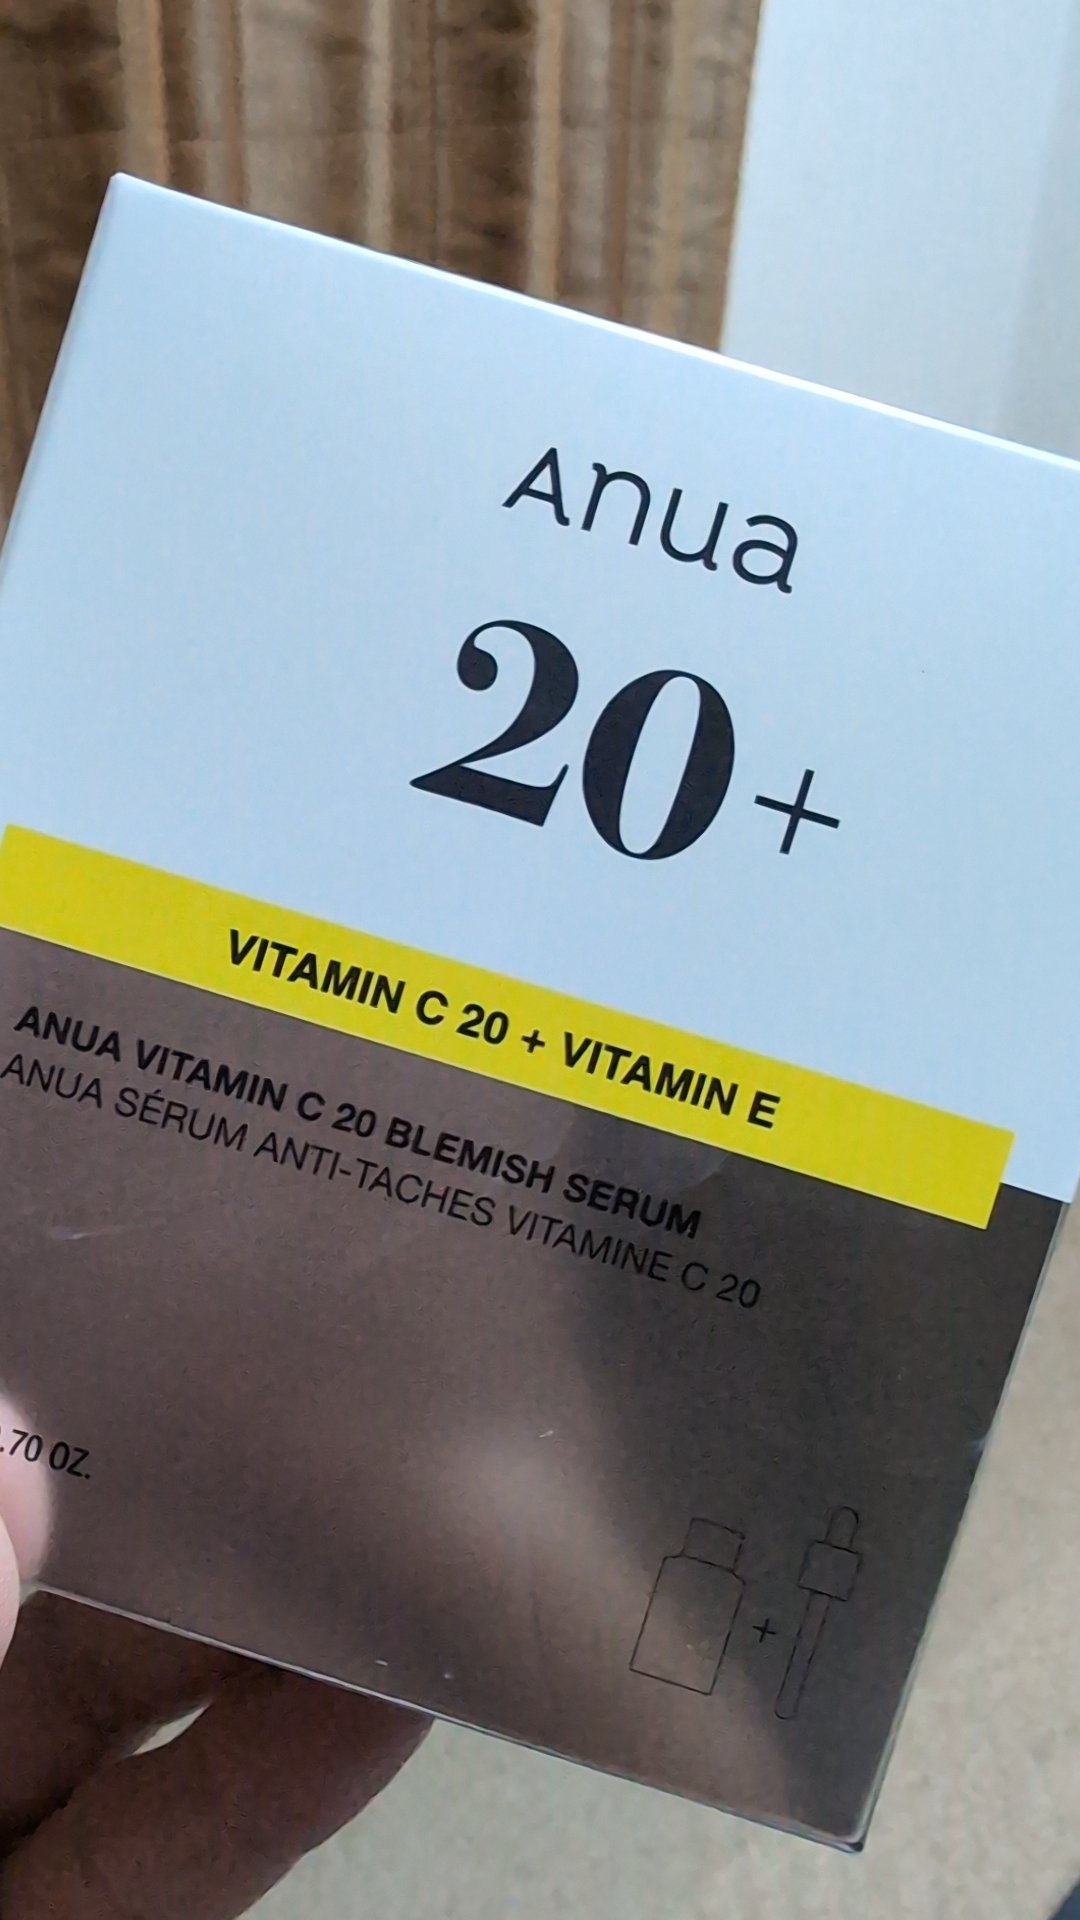 Anua
20+
VITAMIN C 20 + VITAMIN E
ANUA VITAMIN C 20 BLEMISH SERUM
ANUA SÉRUM ANTI-TACHES VITAMINE C 20
.70 OZ.
+